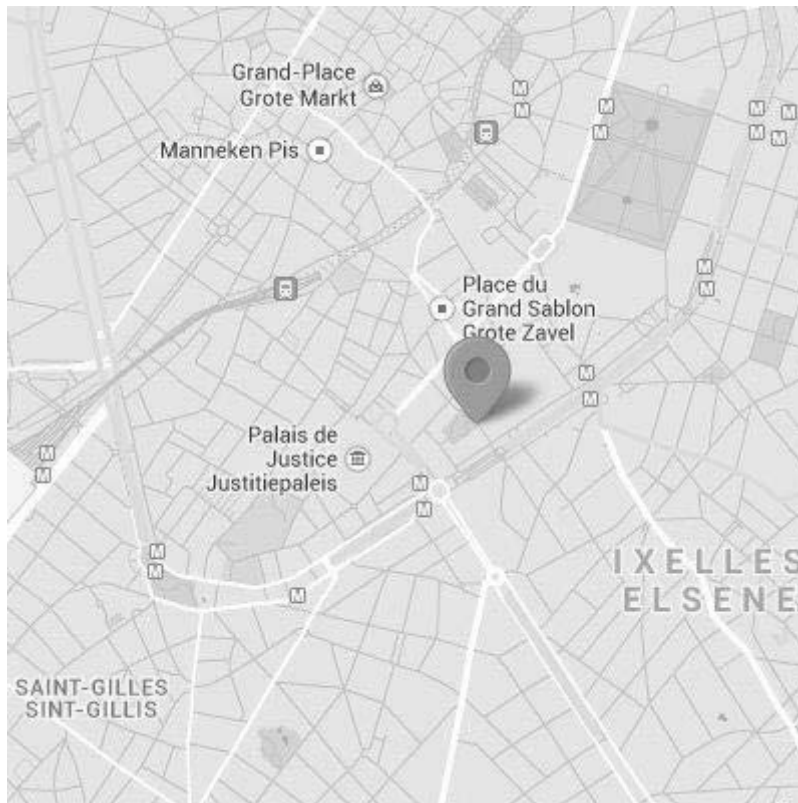 Grand-Place
Grote Markt
Manneken Pis
M
M
M
M
M
M
M
M
Place du
Grand Sablon
Grote Zavel
M
M
M
M
Palais de
Justice
Justitiepaleis
M
M
M
M
M
M
M
IXELLES
ELSENE
SAINT-GILLES
SINT-GILLIS